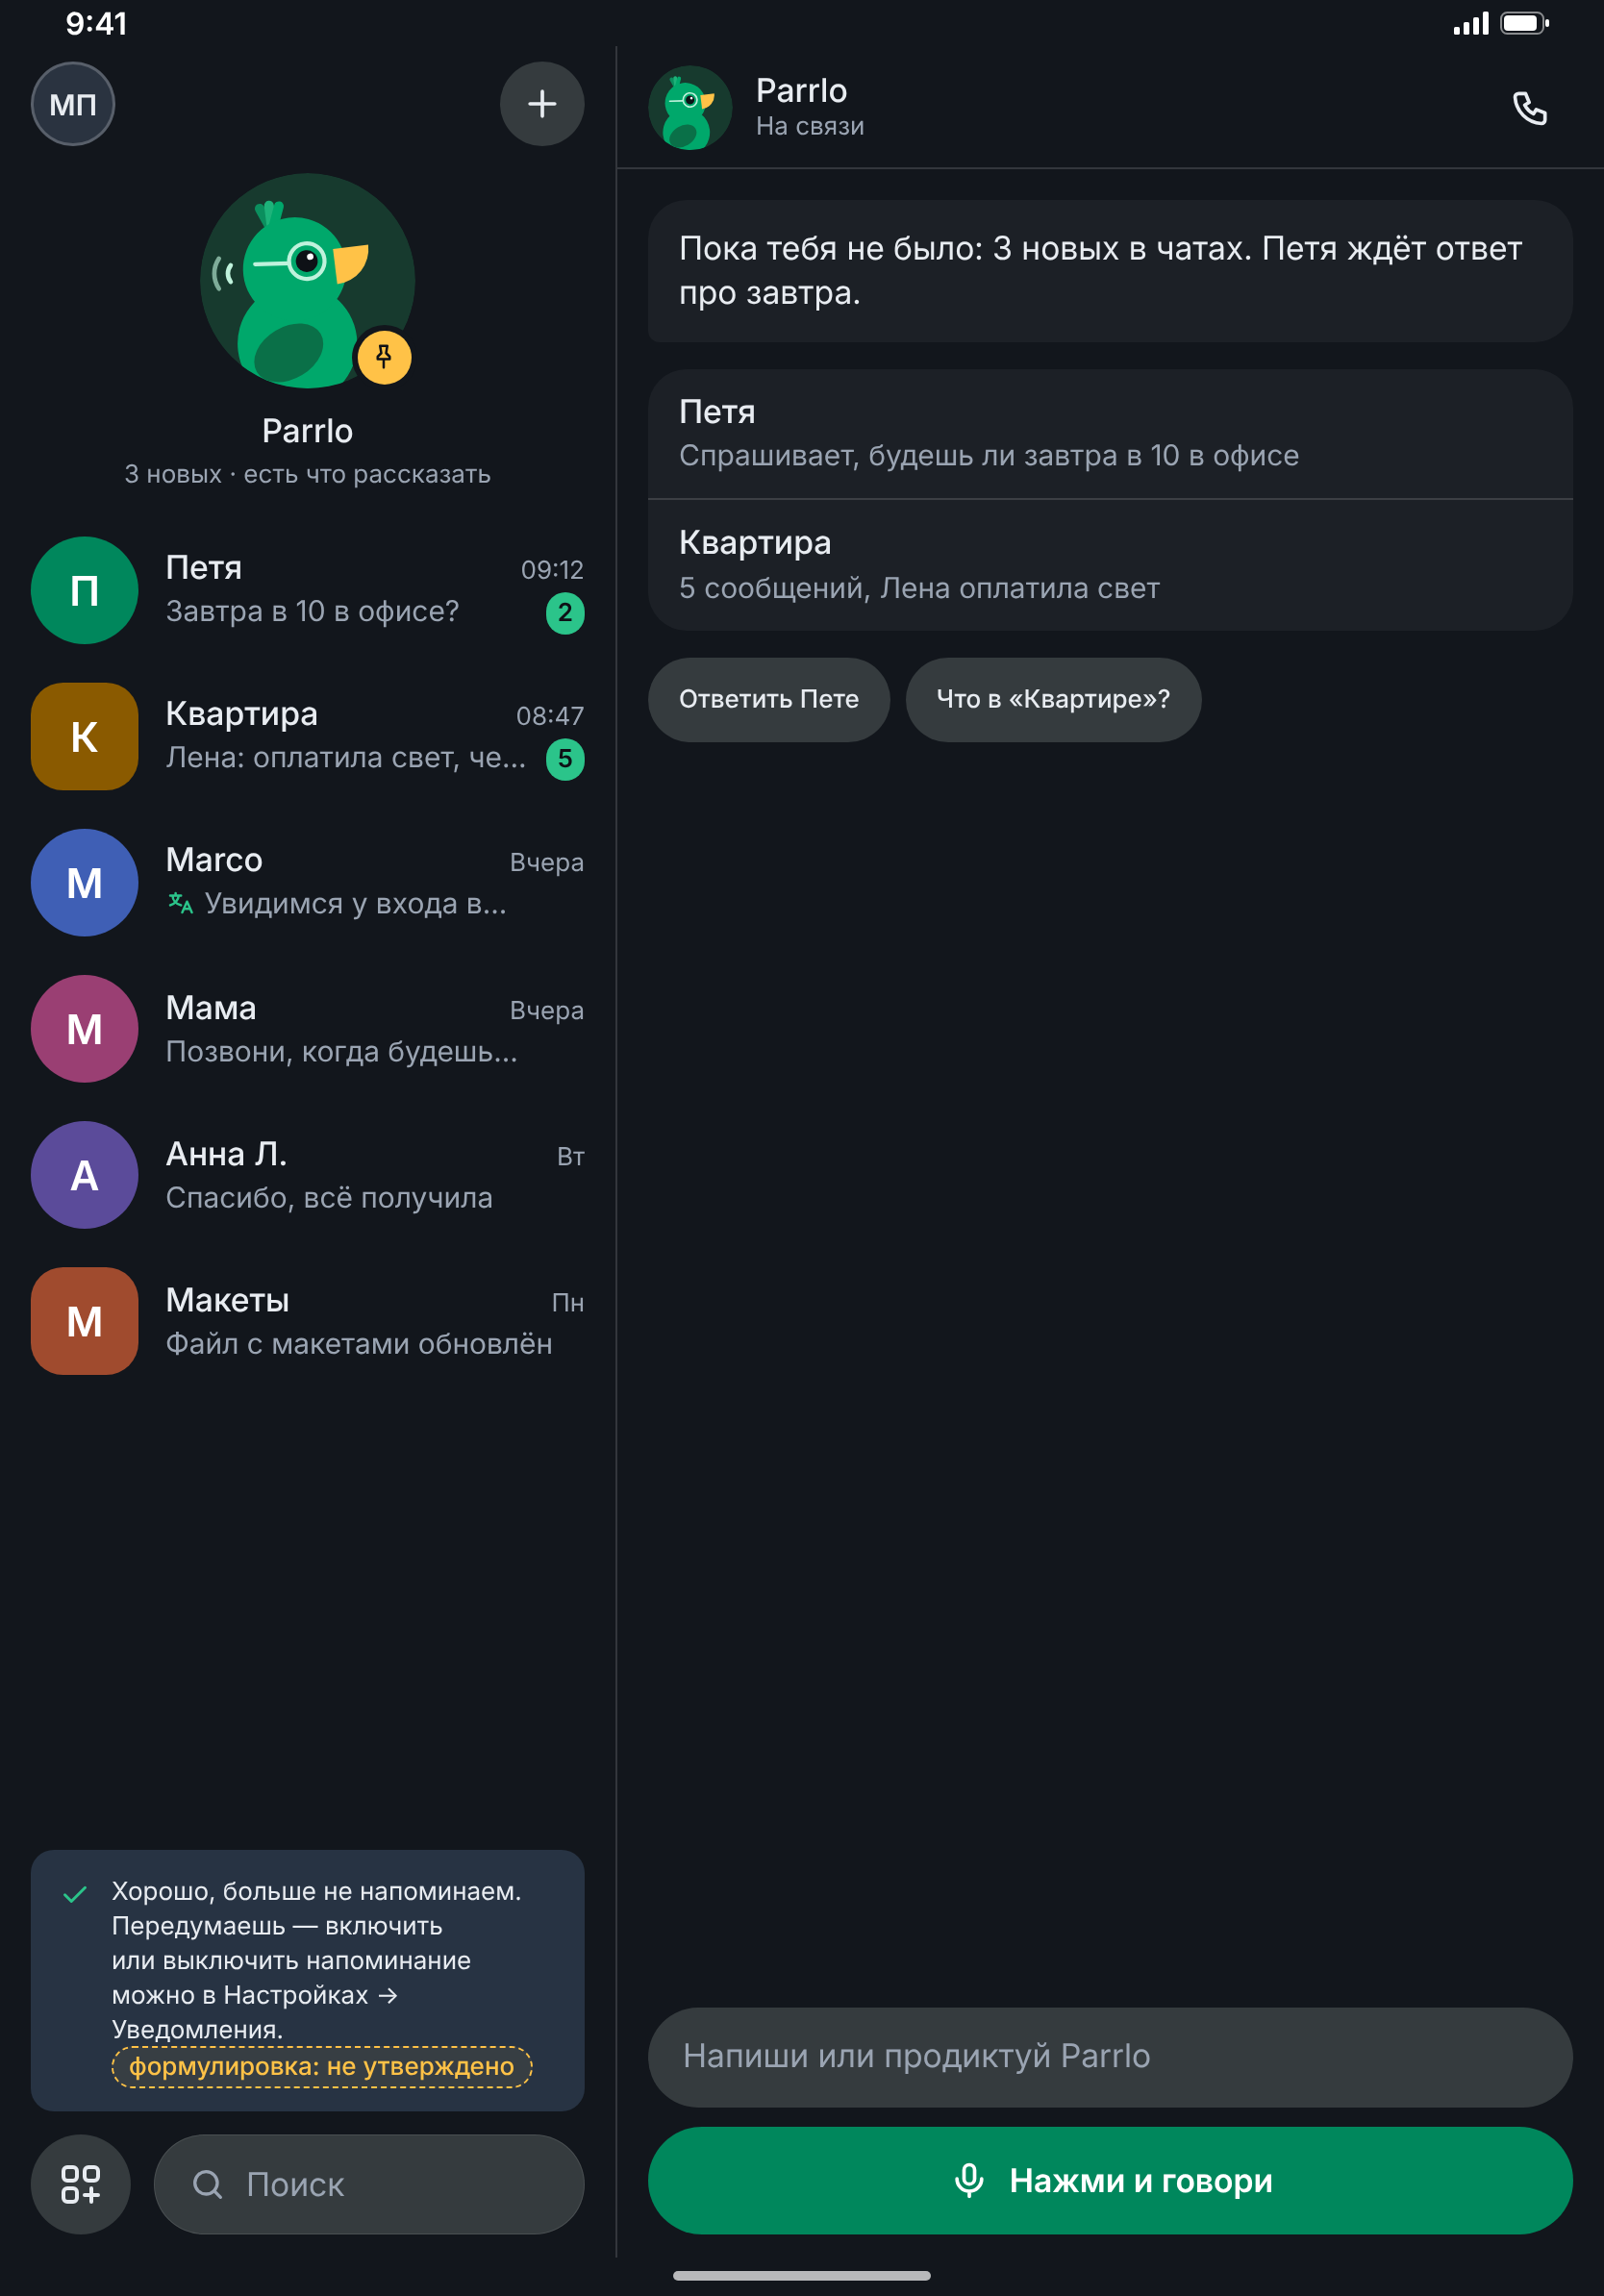 9:41
МП
Parrlo
3 новых · есть что рассказать
П
Петя
09:12
Завтра в 10 в офисе?
2
К
Квартира
08:47
Лена: оплатила свет, че...
5
M
Marco
Вчера
Увидимся у входа в...
М
Мама
Вчера
Позвони, когда будешь...
А
Анна Л.
Вт
Спасибо, всё получила
М
Макеты
Пн
Файл с макетами обновлён
Хорошо, больше не напоминаем.
Передумаешь — включить
или выключить напоминание
можно в Настройках →
Уведомления.
формулировка: не утверждено
Поиск
Parrlo
На связи
Пока тебя не было: 3 новых в чатах. Петя ждёт ответ
про завтра.
Петя
Спрашивает, будешь ли завтра в 10 в офисе
Квартира
5 сообщений, Лена оплатила свет
Ответить Пете
Что в «Квартире»?
Напиши или продиктуй Parrlo
Нажми и говори